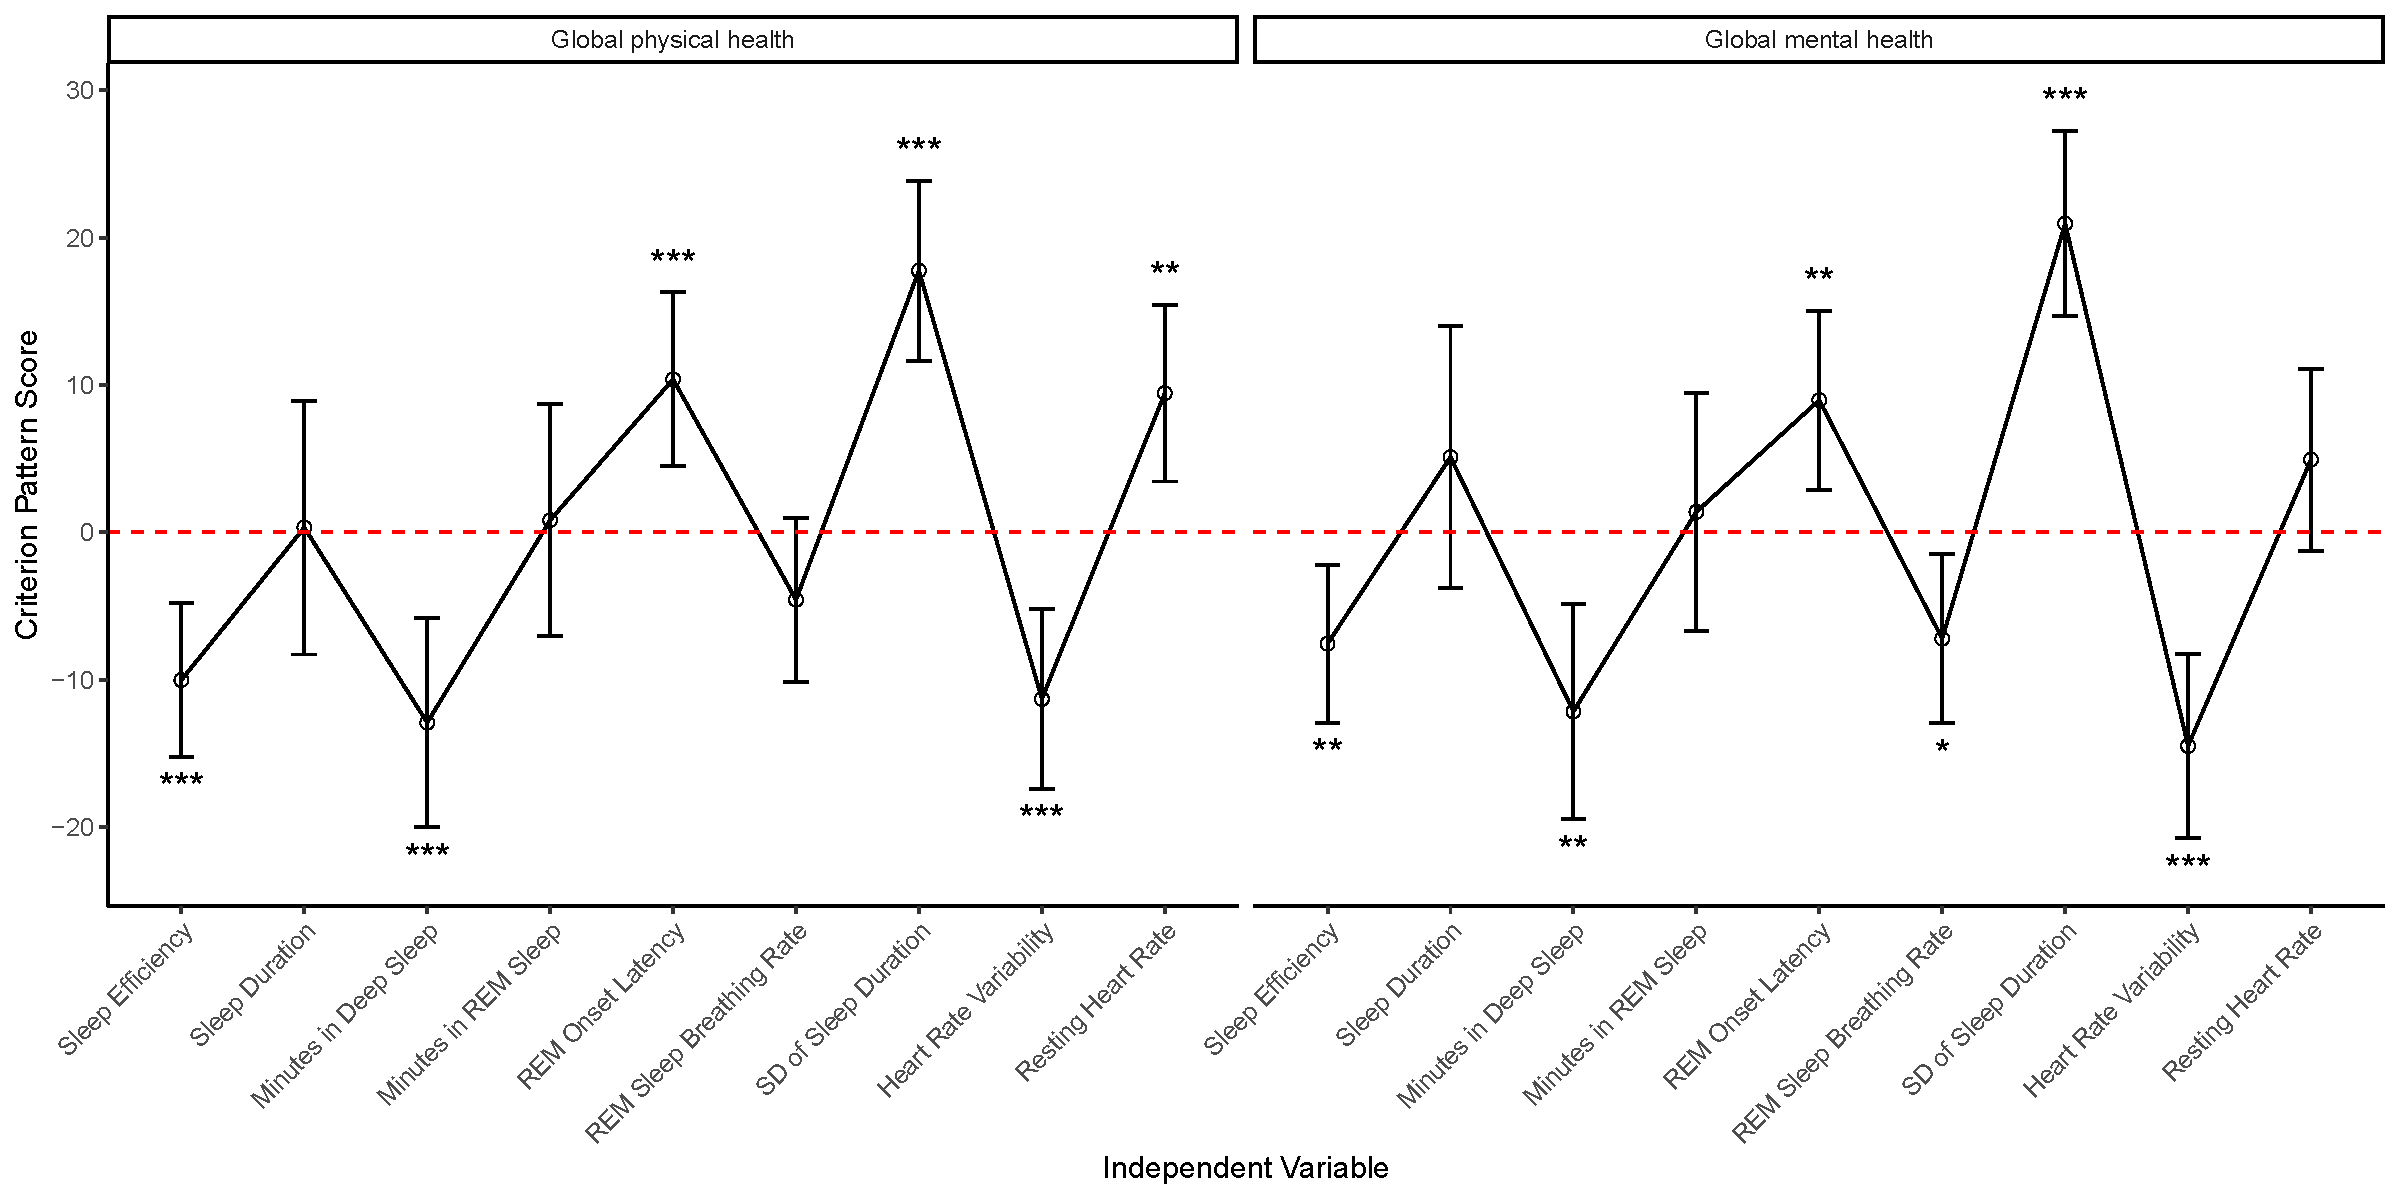 Global physical health
Global mental health
Criterion Pattern Score
30
20
10
0
−10
−20
***
***
***
***
***
**
**
**
**
*
***
***
Sleep Efficiency
Sleep Duration
Minutes in Deep Sleep
Minutes in REM Sleep
REM Onset Latency
REM Sleep Breathing Rate
SD of Sleep Duration
Heart Rate Variability
Resting Heart Rate
Sleep Efficiency
Sleep Duration
Minutes in Deep Sleep
Minutes in REM Sleep
REM Onset Latency
REM Sleep Breathing Rate
SD of Sleep Duration
Heart Rate Variability
Resting Heart Rate
Independent Variable